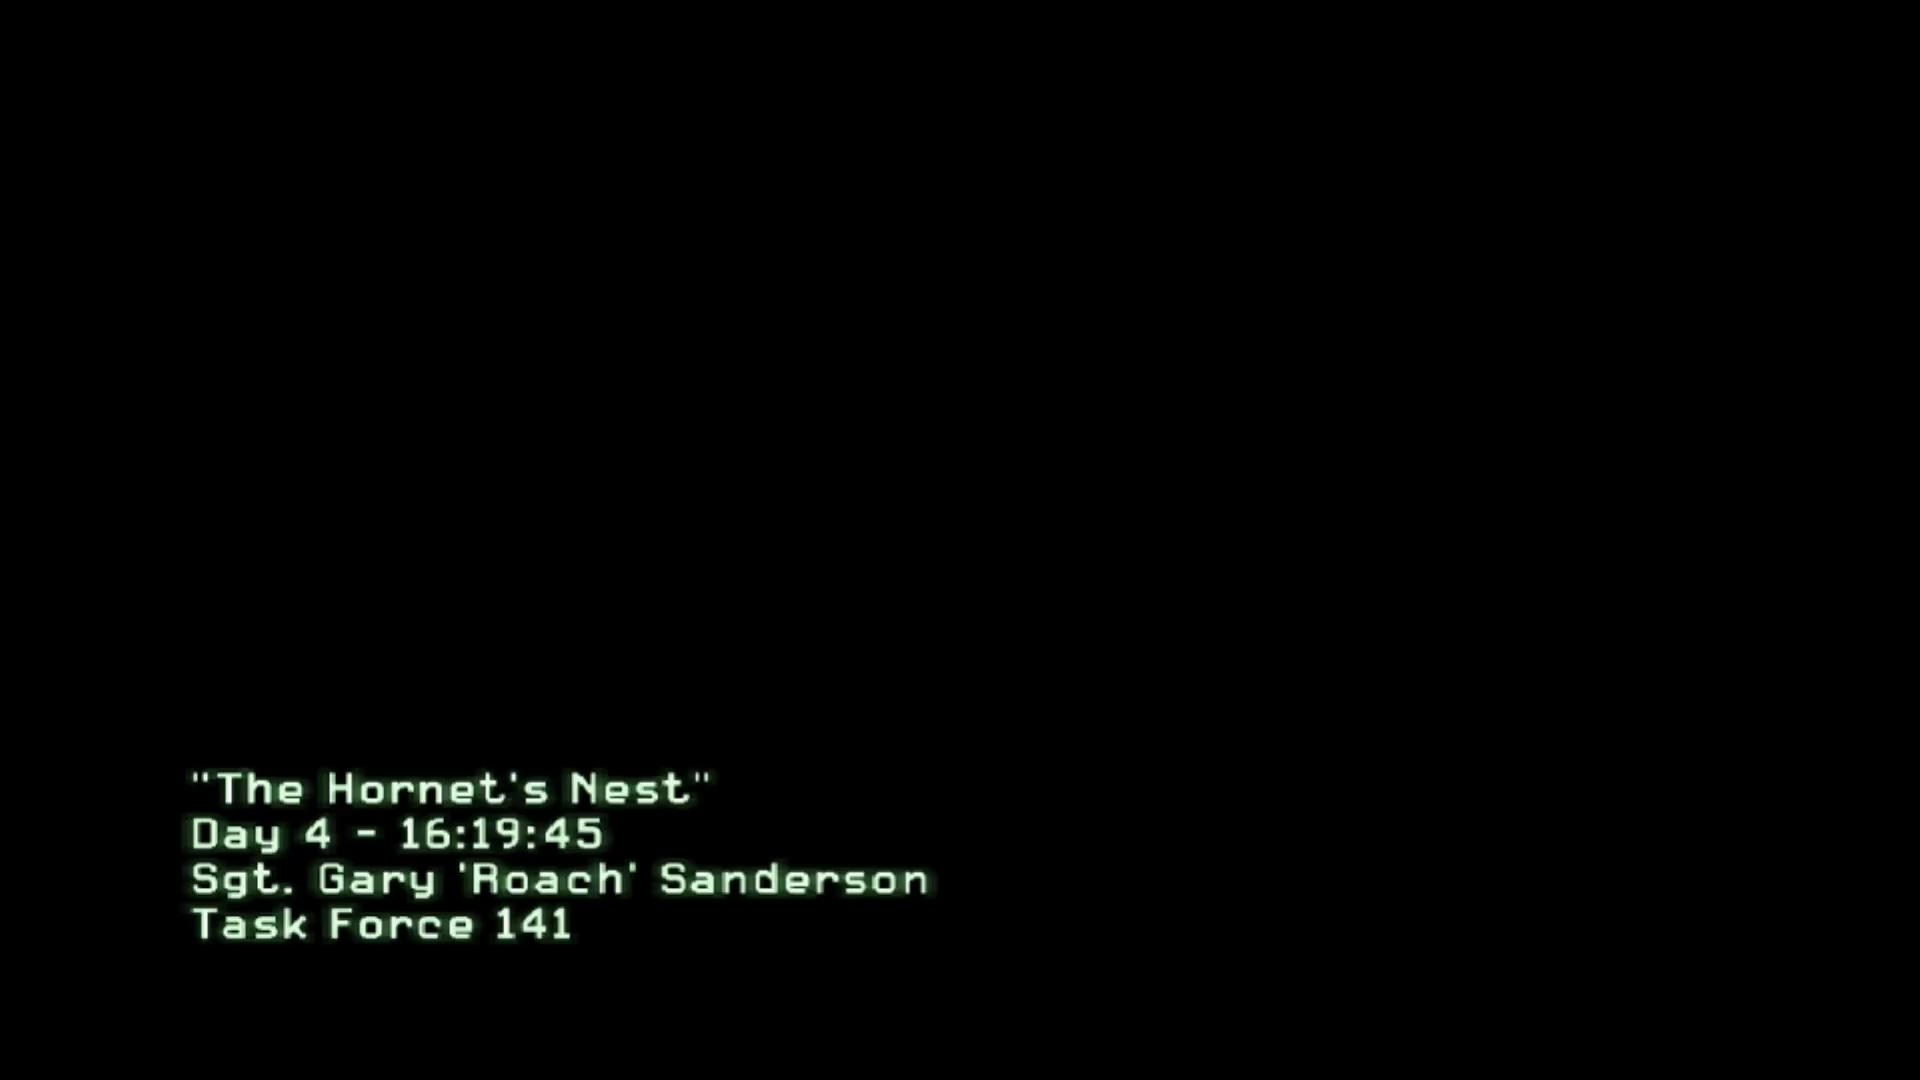 "The Hornet's Nest"
Day 4 - 16:19:45
Sgt. Gary 'Roach' Sanderson
Task Force 141